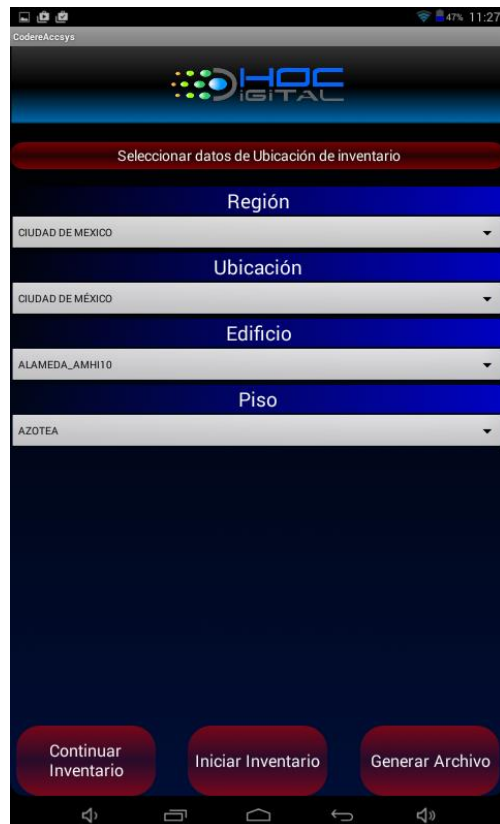 47% 11:27
CodereAccsys
HOC
DiGiTAL
Seleccionar datos de Ubicación de inventario
Región
CIUDAD DE MEXICO
Ubicación
CIUDAD DE MÉXICO
Edificio
ALAMEDA_AMHI10
Piso
AZOTEA
Continuar
Inventario
Iniciar Inventario
Generar Archivo